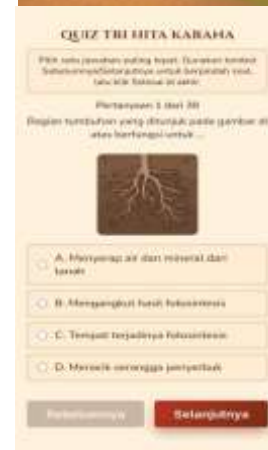 QUIZ TRI HITA KARANA
Pilih satu jawaban paling tepat. Gunakan tombol
Sebelumnya/Selanjutnya untuk berpindah soal,
lalu klik Selesai di akhir.
Pertanyaan 1 dari 30
Bagian tumbuhan yang ditunjuk pada gambar di
atas berfungsi untuk ...
A. Menyerap air dan mineral dari
tanah
B. Mengangkut hasil fotosintesis
C. Tempat terjadinya fotosintesis
D. Menarik serangga penyerbuk
Sebelumnya
Selanjutnya